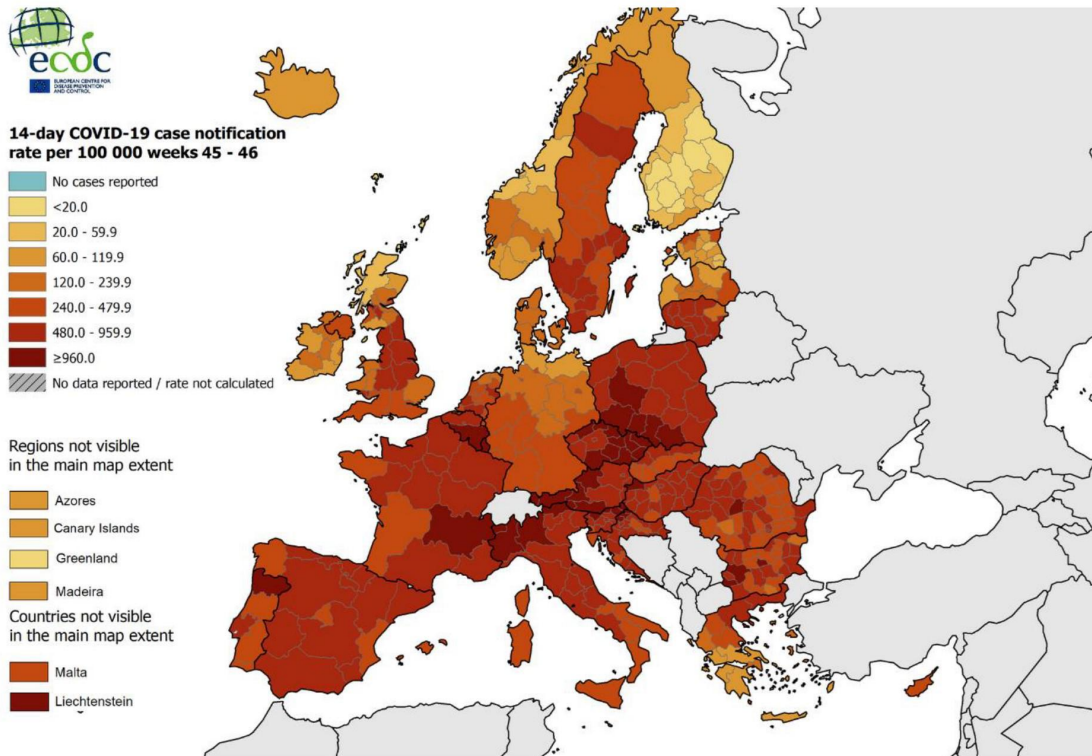 ecdc
EUROPEAN CENTRE FOR
DISEASE PREVENTION
AND CONTROL
14-day COVID-19 case notification
rate per 100 000 weeks 45 - 46
No cases reported
<20.0
20.0 - 59.9
60.0 - 119.9
120.0 - 239.9
240.0 - 479.9
480.0 - 959.9
≥960.0
No data reported / rate not calculated
Regions not visible
in the main map extent
Azores
Canary Islands
Greenland
Madeira
Countries not visible
in the main map extent
Malta
Liechtenstein